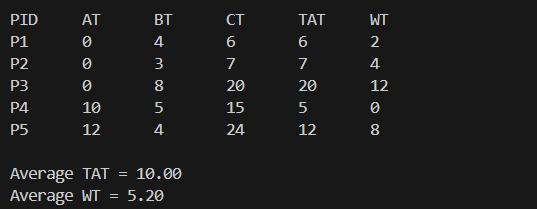 PID AT BT CT TAT WT
P1 0 4 6 6 2
P2 0 3 7 7 4
P3 0 8 20 20 12
P4 10 5 15 5 0
P5 12 4 24 12 8
Average TAT = 10.00
Average WT = 5.20